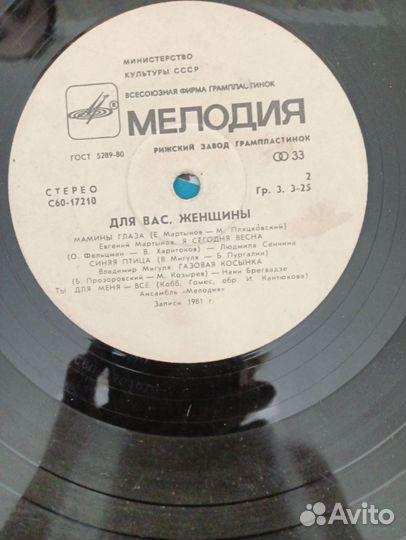 МИНИСТЕРСТВО
КУЛЬТУРЫ СССР
ВСЕСОЮЗНАЯ ФИРМА ГРАМПЛАСТИНОК
МЕЛОДИЯ
ГОСТ 5289-80
РИЖСКИЙ ЗАВОД ГРАМПЛАСТИНОК
33
СТЕРЕО
2
С60-17210
Гр. 3. 3-25
ДЛЯ ВАС, ЖЕНЩИНЫ
МАМИНЫ ГЛАЗА (Е. Мартынов — М. Пляцковский)
Евгений Мартынов. Я СЕГОДНЯ ВЕСНА
(О. Фельцман — В. Харитонов) — Людмила Сенчина
СИНЯЯ ПТИЦА (В. Мигуля — Б. Пургалин)
Владимир Мигуля. ГАЗОВАЯ КОСЫНКА
(Б. Прозоровский — М. Козырев) — Нани Брегвадзе
ТЫ ДЛЯ МЕНЯ — ВСЕ (Кобб, Гомес, обр. И. Кантюкова)
Ансамбль «Мелодия»
Запись 1981 г.
Avito